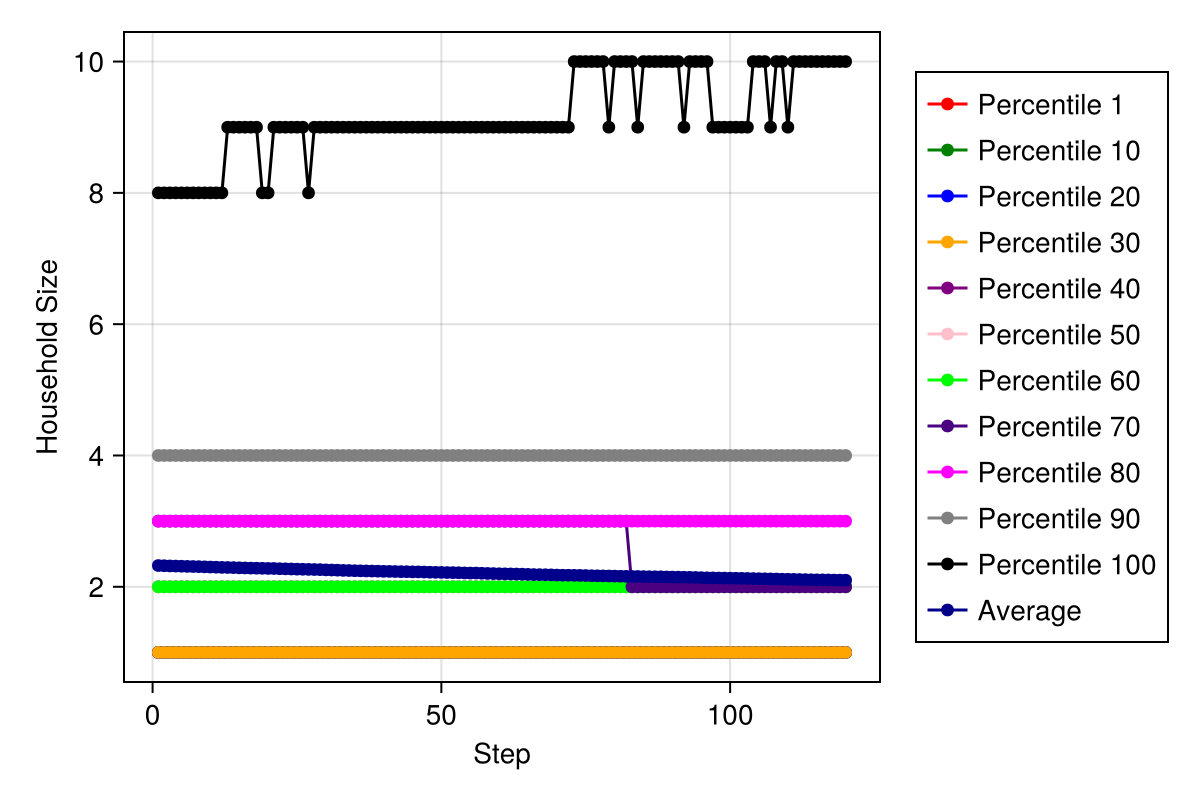 10
8
6
4
2
Household Size
0
50
100
Step
Percentile 1
Percentile 10
Percentile 20
Percentile 30
Percentile 40
Percentile 50
Percentile 60
Percentile 70
Percentile 80
Percentile 90
Percentile 100
Average